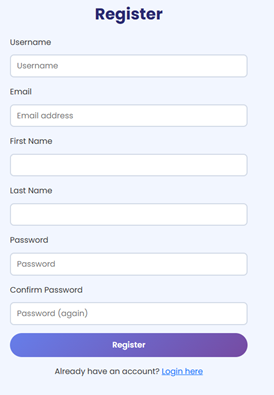 Register
Username
Username
Email
Email address
First Name
Last Name
Password
Password
Confirm Password
Password (again)
Register
Already have an account? Login here